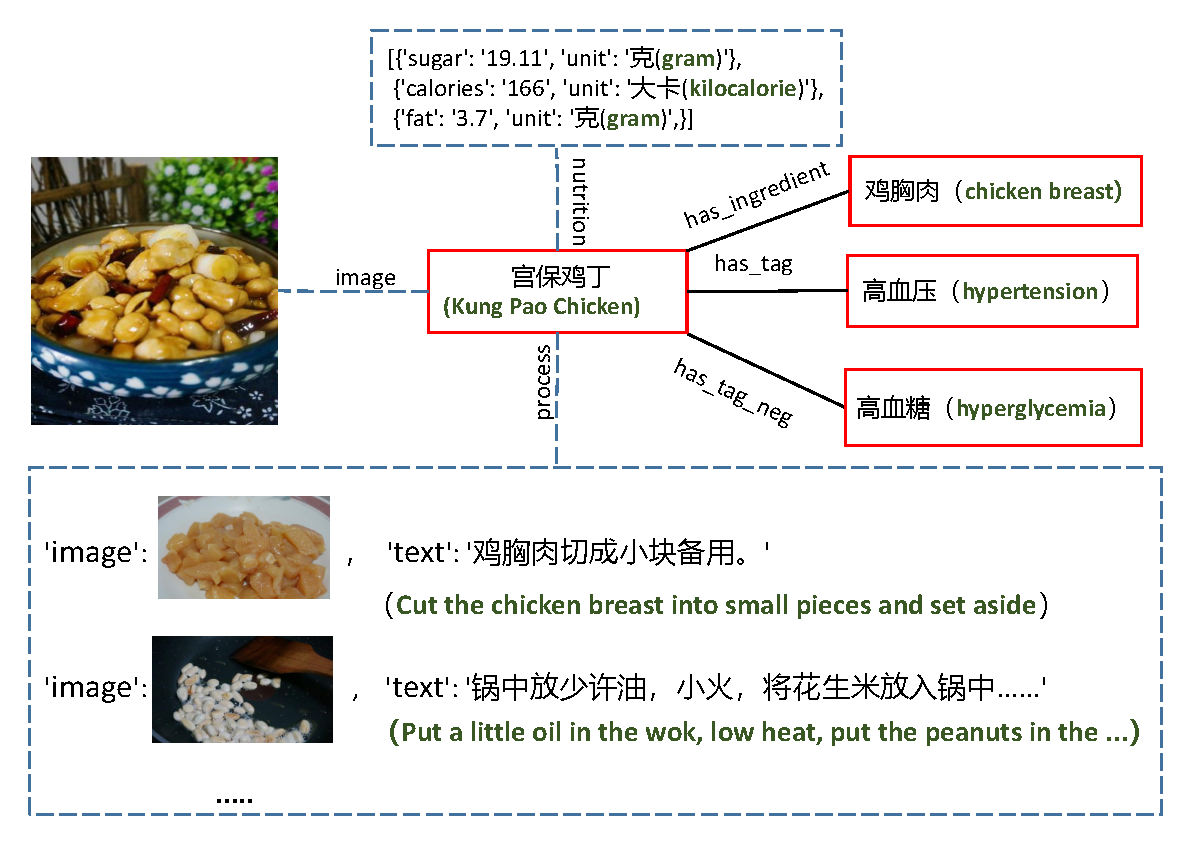 [{'sugar': '19.11', 'unit': '克(gram)'},
{'calories': '166', 'unit': '大卡(kilocalorie)'},
{'fat': '3.7', 'unit': '克(gram)',}]
nutrition
has_ingredient
鸡胸肉（chicken breast)
image
宫保鸡丁
(Kung Pao Chicken)
has_tag
高血压（hypertension）
process
has_tag_neg
高血糖（hyperglycemia）
'image': , 'text': '鸡胸肉切成小块备用。'
（Cut the chicken breast into small pieces and set aside）
'image': , 'text': '锅中放少许油，小火，将花生米放入锅中……'
(Put a little oil in the wok, low heat, put the peanuts in the ...)
.....